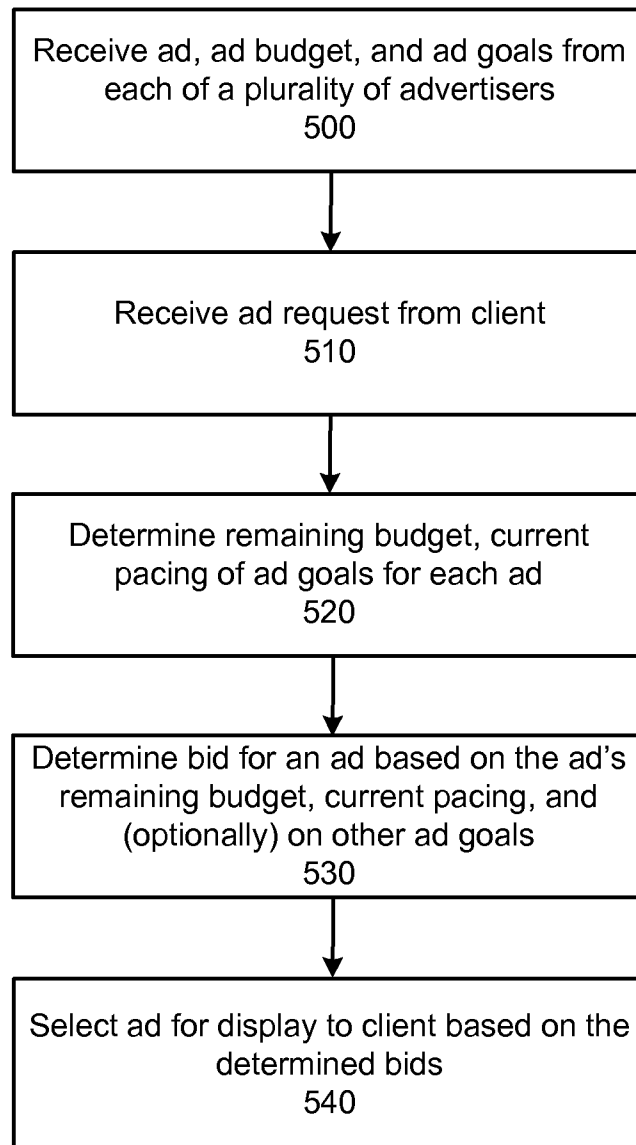 Receive ad, ad budget, and ad goals from
each of a plurality of advertisers
500
Receive ad request from client
510
Determine remaining budget, current
pacing of ad goals for each ad
520
Determine bid for an ad based on the ad’s
remaining budget, current pacing, and
(optionally) on other ad goals
530
Select ad for display to client based on the
determined bids
540